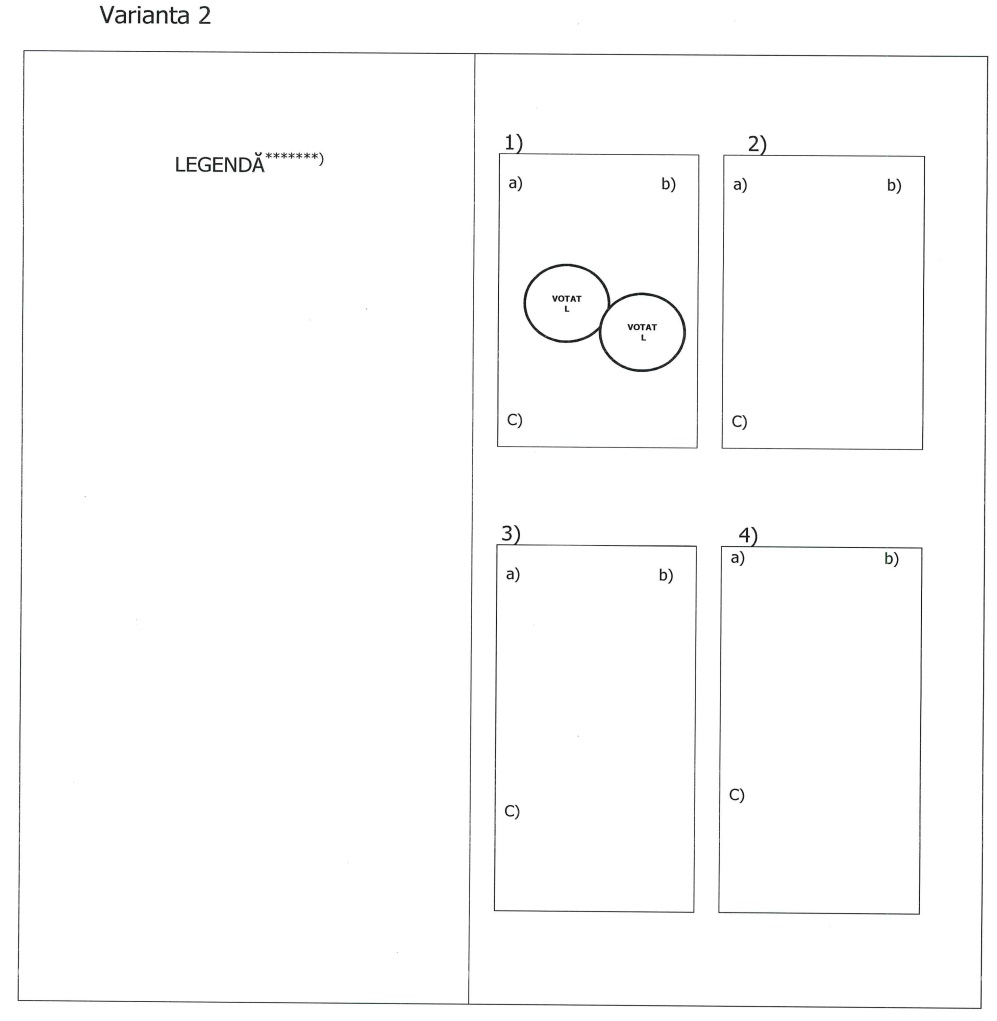 Varianta 2
LEGENDĂ*******)
1)
a) b)
VOTAT
L
VOTAT
L
C)
2)
a) b)
C)
3)
a) b)
C)
4)
a) b)
C)